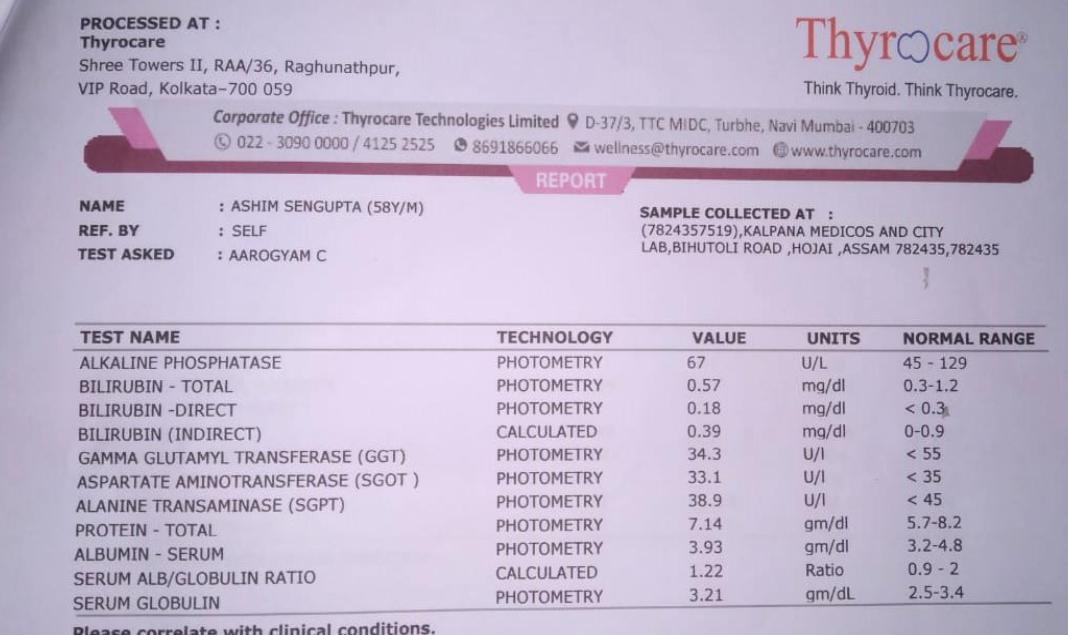 PROCESSED AT :
Thyrocare
Shree Towers II, RAA/36, Raghunathpur,
VIP Road, Kolkata-700 059
Thyrocare®
Think Thyroid. Think Thyrocare.
Corporate Office : Thyrocare Technologies Limited D-37/3, TTC MIDC, Turbhe, Navi Mumbai - 400703
022 - 3090 0000 / 4125 2525 8691866066 wellness@thyrocare.com www.thyrocare.com
REPORT
NAME : ASHIM SENGUPTA (58Y/M)
REF. BY : SELF
TEST ASKED : AAROGYAM C
SAMPLE COLLECTED AT :
(7824357519),KALPANA MEDICOS AND CITY
LAB,BIHUTOLI ROAD ,HOJAI ,ASSAM 782435,782435
TEST NAME TECHNOLOGY VALUE UNITS NORMAL RANGE
ALKALINE PHOSPHATASE PHOTOMETRY 67 U/L 45 - 129
BILIRUBIN - TOTAL PHOTOMETRY 0.57 mg/dl 0.3-1.2
BILIRUBIN -DIRECT PHOTOMETRY 0.18 mg/dl < 0.3
BILIRUBIN (INDIRECT) CALCULATED 0.39 mg/dl 0-0.9
GAMMA GLUTAMYL TRANSFERASE (GGT) PHOTOMETRY 34.3 U/l < 55
ASPARTATE AMINOTRANSFERASE (SGOT ) PHOTOMETRY 33.1 U/l < 35
ALANINE TRANSAMINASE (SGPT) PHOTOMETRY 38.9 U/l < 45
PROTEIN - TOTAL PHOTOMETRY 7.14 gm/dl 5.7-8.2
ALBUMIN - SERUM PHOTOMETRY 3.93 gm/dl 3.2-4.8
SERUM ALB/GLOBULIN RATIO CALCULATED 1.22 Ratio 0.9 - 2
SERUM GLOBULIN PHOTOMETRY 3.21 gm/dL 2.5-3.4
Please correlate with clinical conditions.